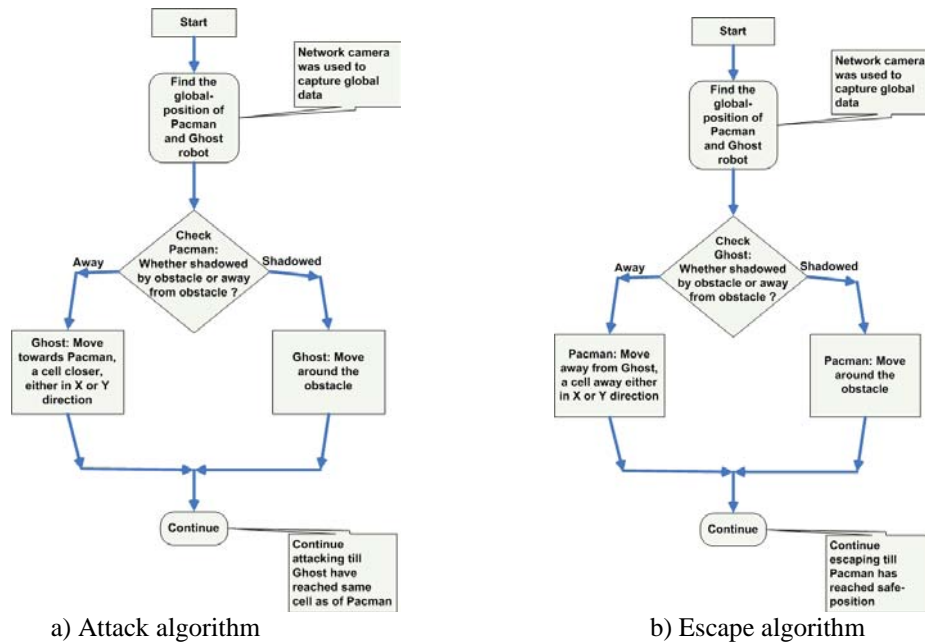 Start
Network camera
was used to
capture global
data
Find the
global-
position of
Pacman
and Ghost
robot
Check
Pacman:
Whether shadowed
by obstacle or away
from obstacle ?
Away
Shadowed
Ghost: Move
towards Pacman,
a cell closer,
either in X or Y
direction
Ghost: Move
around the
obstacle
Continue
Continue
attacking till
Ghost have
reached same
cell as of Pacman
a) Attack algorithm
Start
Network camera
was used to
capture global
data
Find the
global-
position of
Pacman
and Ghost
robot
Check
Ghost:
Whether shadowed
by obstacle or away
from obstacle ?
Away
Shadowed
Pacman: Move
away from Ghost,
a cell away either
in X or Y direction
Pacman: Move
around the
obstacle
Continue
Continue
escaping till
Pacman has
reached safe-
position
b) Escape algorithm